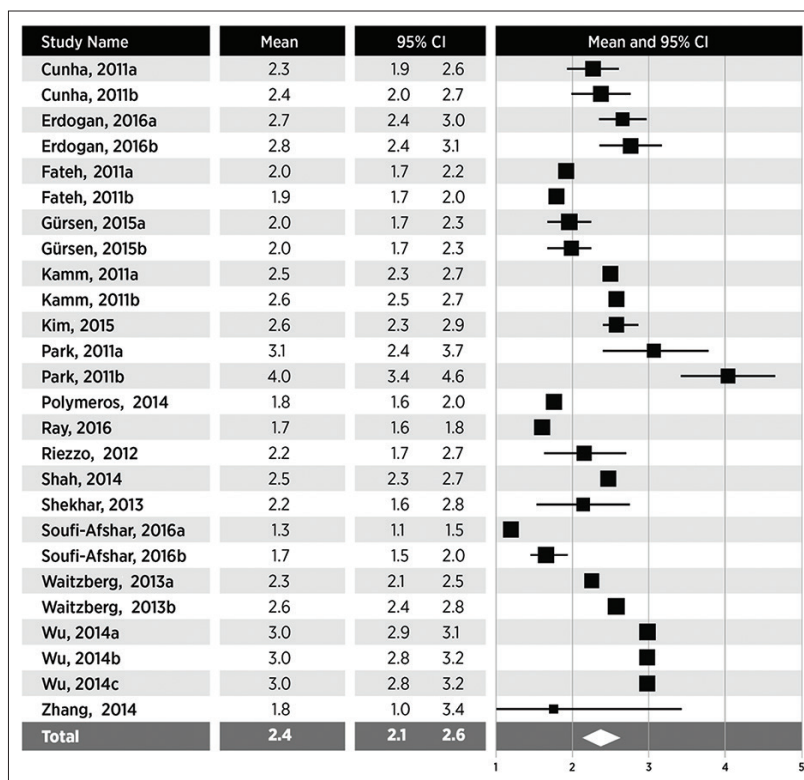 Study Name Mean 95% CI Mean and 95% CI
Cunha, 2011a 2.3 1.9 2.6
Cunha, 2011b 2.4 2.0 2.7
Erdogan, 2016a 2.7 2.4 3.0
Erdogan, 2016b 2.8 2.4 3.1
Fateh, 2011a 2.0 1.7 2.2
Fateh, 2011b 1.9 1.7 2.0
Gürsen, 2015a 2.0 1.7 2.3
Gürsen, 2015b 2.0 1.7 2.3
Kamm, 2011a 2.5 2.3 2.7
Kamm, 2011b 2.6 2.5 2.7
Kim, 2015 2.6 2.3 2.9
Park, 2011a 3.1 2.4 3.7
Park, 2011b 4.0 3.4 4.6
Polymeros, 2014 1.8 1.6 2.0
Ray, 2016 1.7 1.6 1.8
Riezzo, 2012 2.2 1.7 2.7
Shah, 2014 2.5 2.3 2.7
Shekhar, 2013 2.2 1.6 2.8
Soufi-Afshar, 2016a 1.3 1.1 1.5
Soufi-Afshar, 2016b 1.7 1.5 2.0
Waitzberg, 2013a 2.3 2.1 2.5
Waitzberg, 2013b 2.6 2.4 2.8
Wu, 2014a 3.0 2.9 3.1
Wu, 2014b 3.0 2.8 3.2
Wu, 2014c 3.0 2.8 3.2
Zhang, 2014 1.8 1.0 3.4
Total 2.4 2.1 2.6
1 2 3 4 5